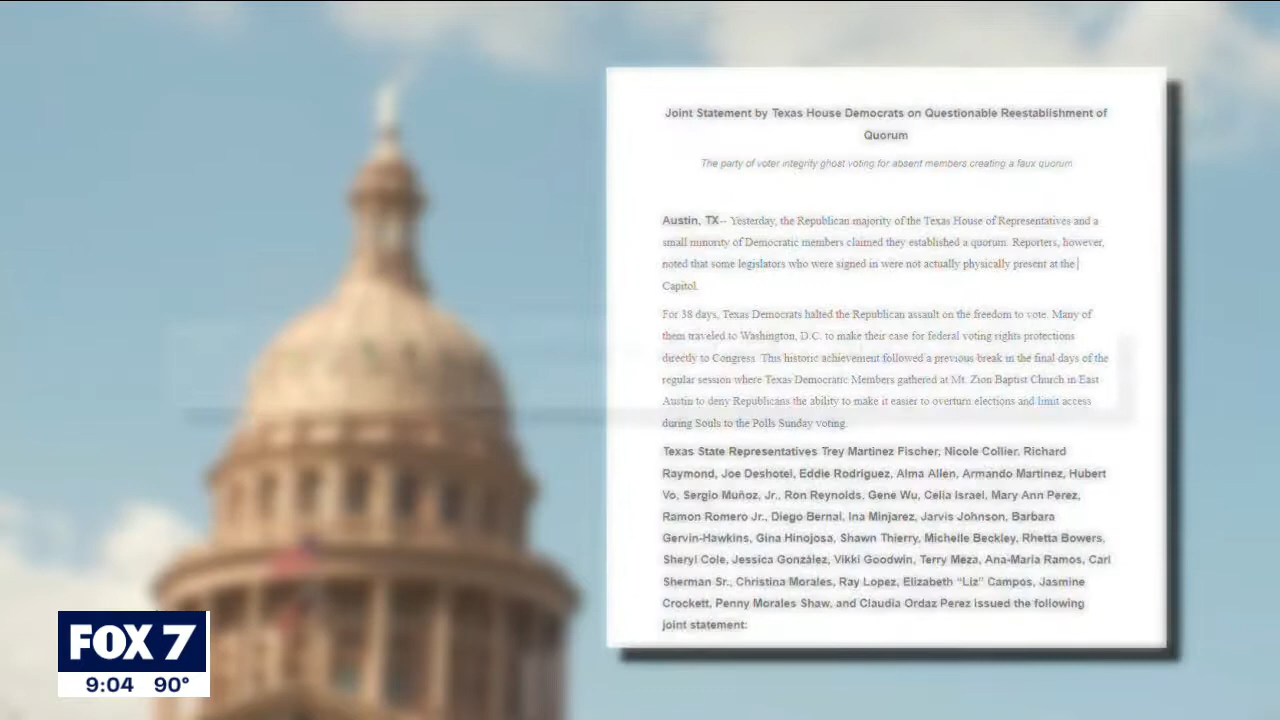 Joint Statement by Texas House Democrats on Questionable Reestablishment of
Quorum
The party of voter integrity ghost voting for absent members creating a faux quorum
Austin, TX– Yesterday, the Republican majority of the Texas House of Representatives and a
small minority of Democratic members claimed they established a quorum. Reporters, however,
noted that some legislators who were signed in were not actually physically present at the
Capitol.
For 38 days, Texas Democrats halted the Republican assault on the freedom to vote. Many of
them traveled to Washington, D.C. to make their case for federal voting rights protections
directly to Congress. This historic achievement followed a previous break in the final days of the
regular session where Texas Democratic Members gathered at Mt. Zion Baptist Church in East
Austin to deny Republicans the ability to make it easier to overturn elections and limit access
during Souls to the Polls Sunday voting.
Texas State Representatives Trey Martinez Fischer, Nicole Collier, Richard
Raymond, Joe Deshotel, Eddie Rodriguez, Alma Allen, Armando Martinez, Hubert
Vo, Sergio Muñoz, Jr., Ron Reynolds, Gene Wu, Celia Israel, Mary Ann Perez,
Ramon Romero Jr., Diego Bernal, Ina Minjarez, Jarvis Johnson, Barbara
Gervin-Hawkins, Gina Hinojosa, Shawn Thierry, Michelle Beckley, Rhetta Bowers,
Sheryl Cole, Jessica González, Vikki Goodwin, Terry Meza, Ana-Maria Ramos, Carl
Sherman Sr., Christina Morales, Ray Lopez, Elizabeth “Liz” Campos, Jasmine
Crockett, Penny Morales Shaw, and Claudia Ordaz Perez issued the following
joint statement:
FOX 7
9:04 90°